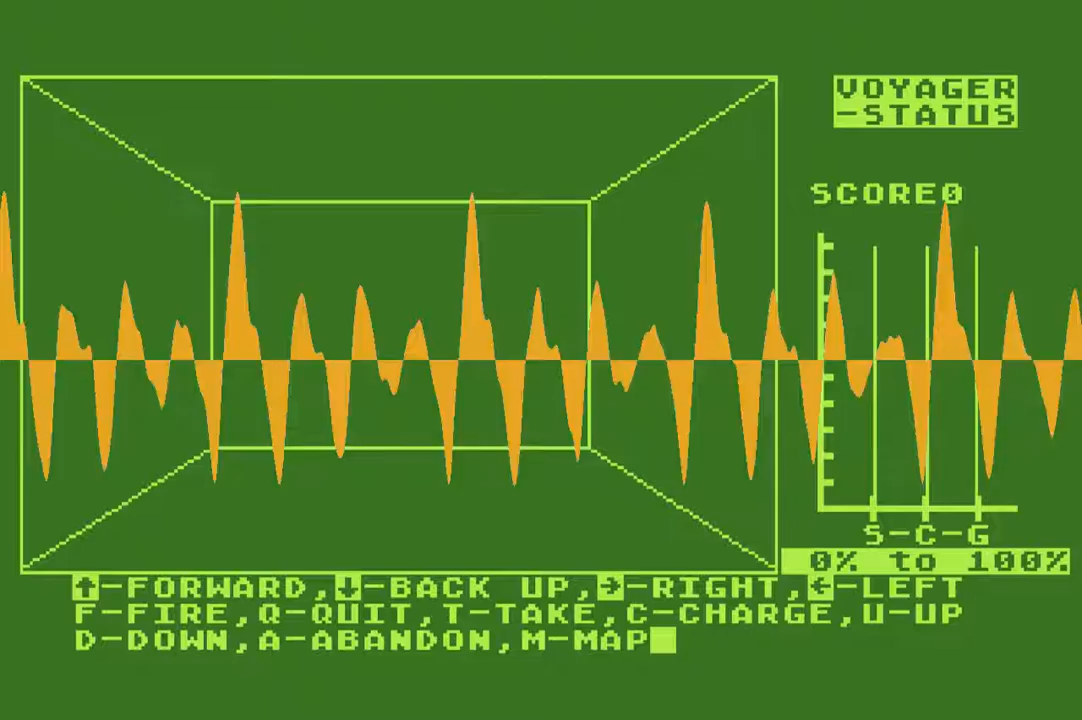 VOYAGER
-STATUS
SCORE0
S-C-G
0% to 100%
↑-FORWARD,↓-BACK UP,→-RIGHT,←-LEFT
F-FIRE,Q-QUIT,T-TAKE,C-CHARGE,U-UP
D-DOWN,A-ABANDON,M-MAP